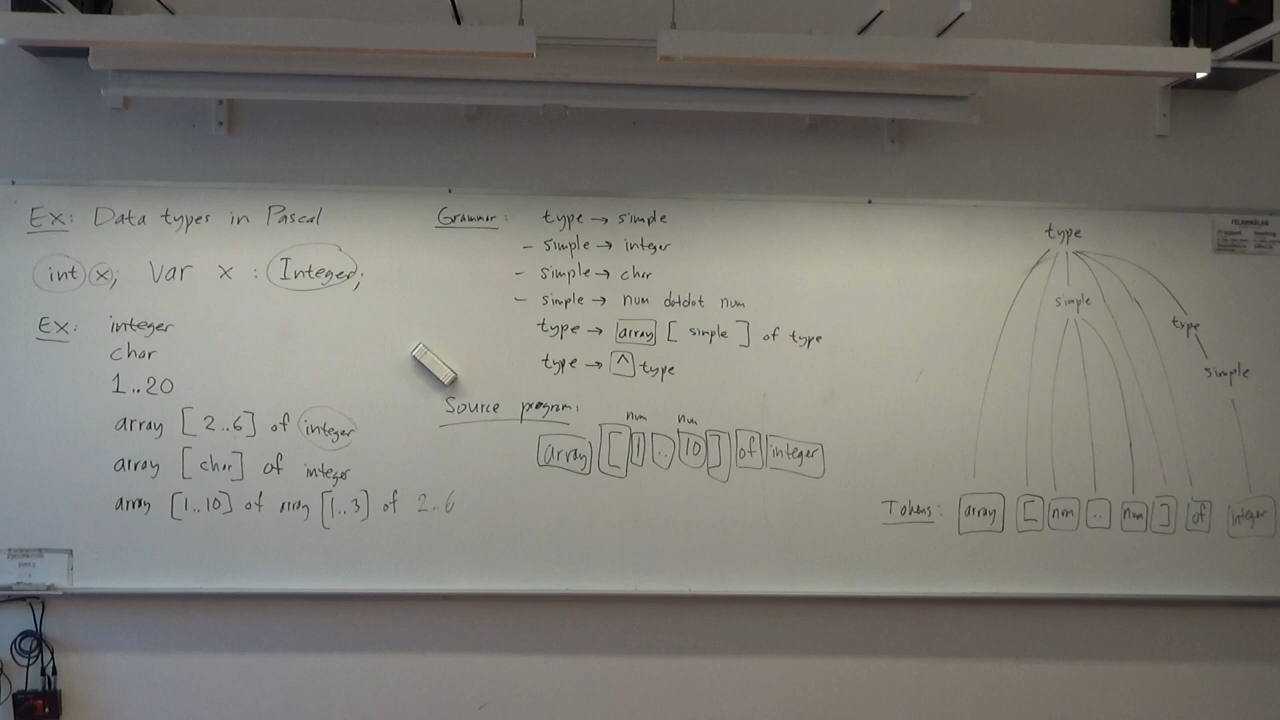 Ex: Data types in Pascal
int x; Var x : Integer;
Ex: integer
char
1..20
array [ 2..6 ] of integer
array [ char ] of integer
array [1..10] of array [1..3] of 2..6
Grammar: type → simple
- simple → integer
- simple → char
- simple → num dotdot num
type → array [ simple ] of type
type → ^ type
Source program:
num num
array [ 1 .. 10 ] of integer
type
simple
type
simple
Tokens: array [ num .. num ] of integer
FELANMÄLAN